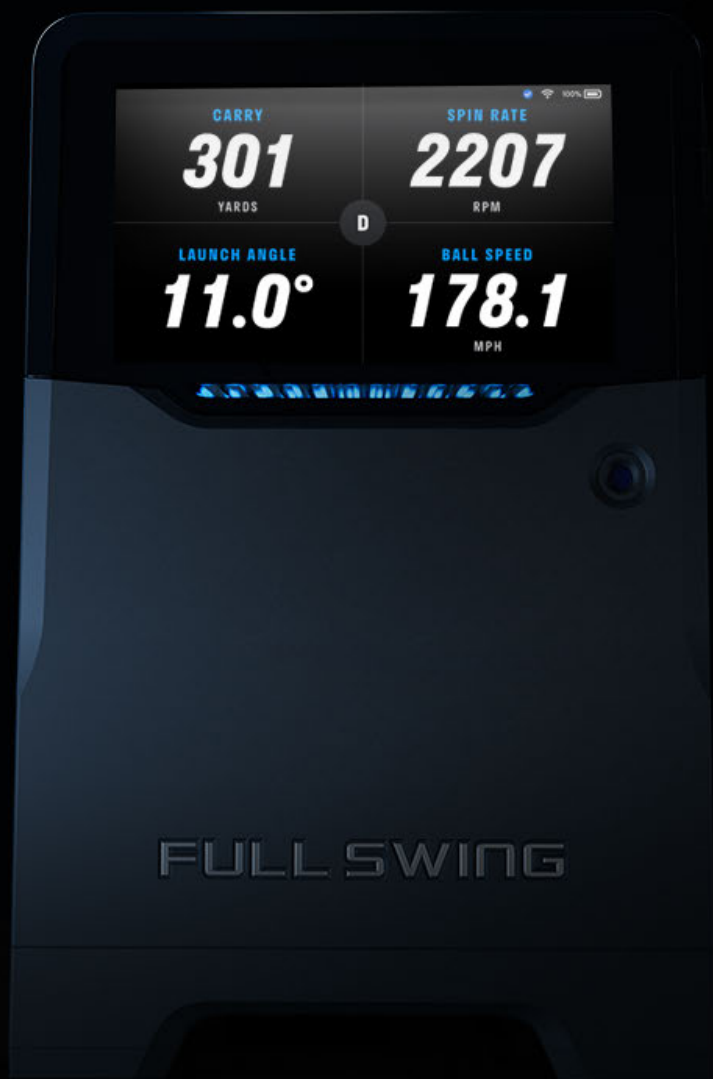 100%
CARRY
301
YARDS
SPIN RATE
2207
RPM
D
LAUNCH ANGLE
11.0°
BALL SPEED
178.1
MPH
FULL SWING